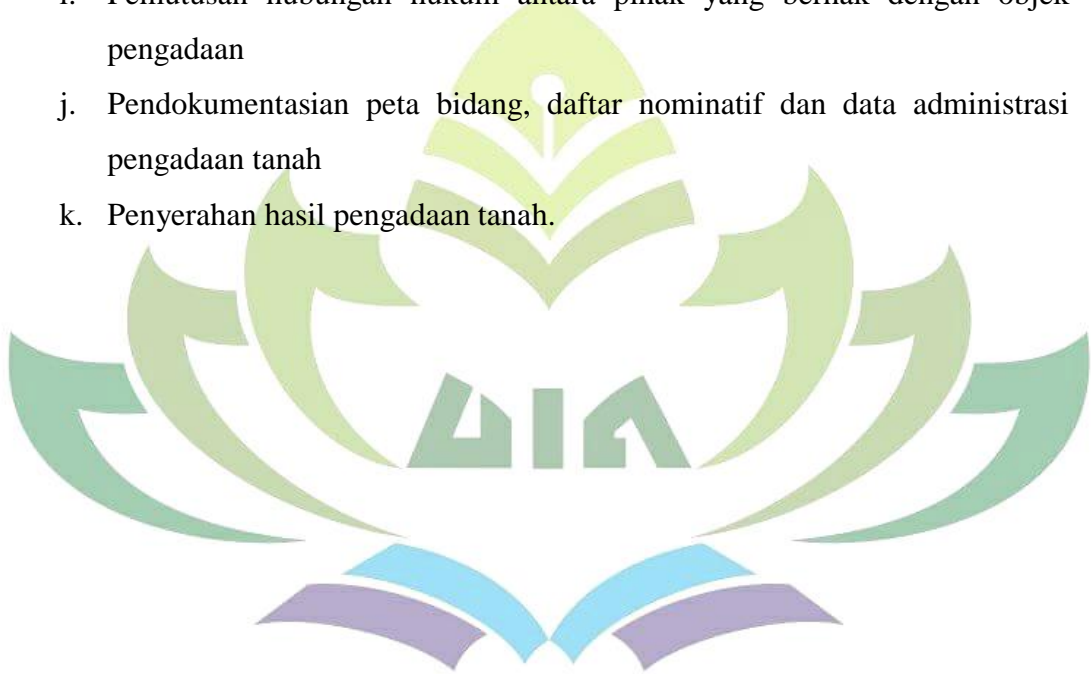 i. Pemutusan hubungan hukum antara pihak yang berhak dengan objek
pengadaan
j. Pendokumentasian peta bidang, daftar nominatif dan data administrasi
pengadaan tanah
k. Penyerahan hasil pengadaan tanah.
UIN